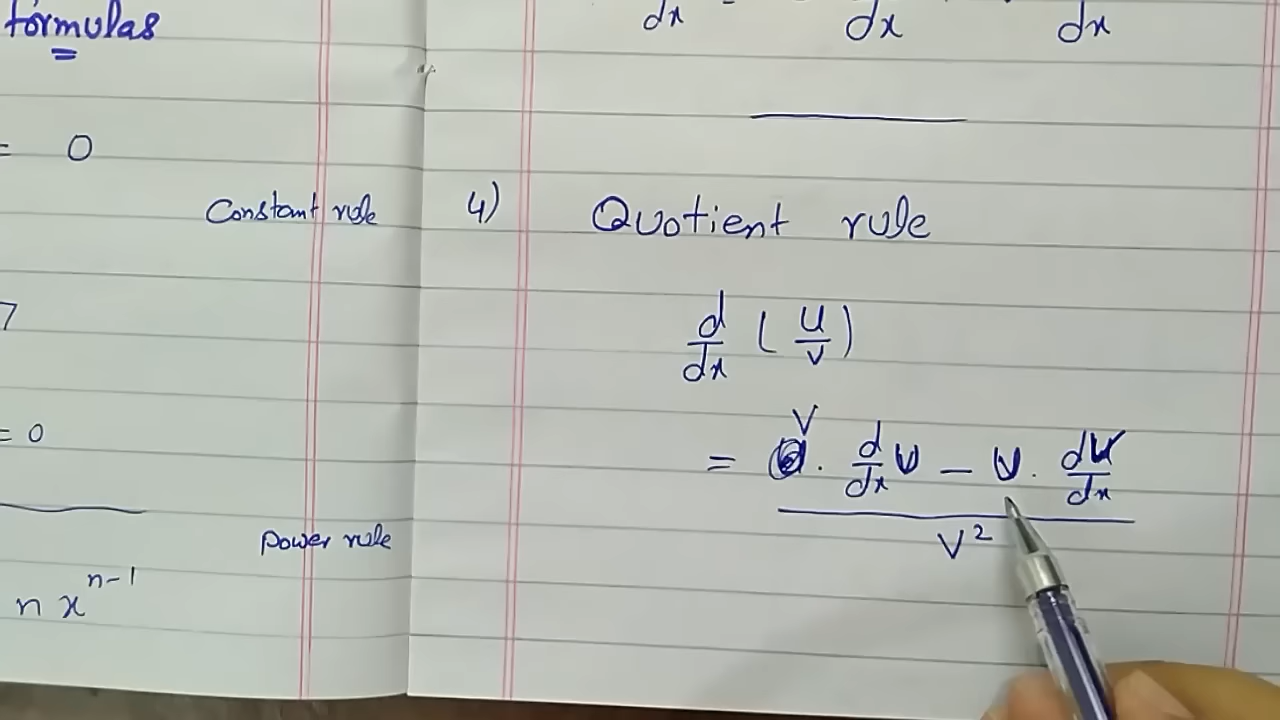 formulas
= 0
Constant rule
7
= 0
Power rule
n x^{n-1}
dx - dx dx
4) Quotient rule
d/dx (u/v)
= v . d/dx u - u . dv/dx
v²